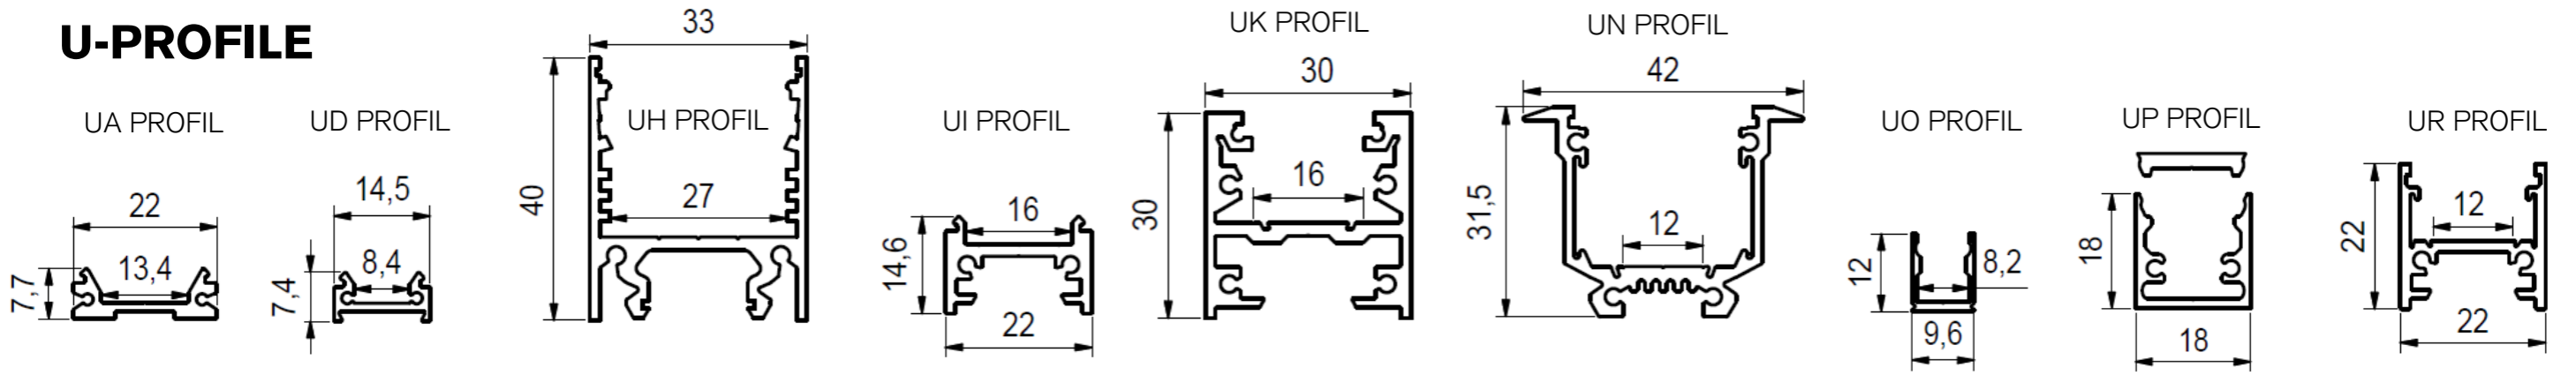 U-PROFILE
UA PROFIL
22
13,4
7,7
UD PROFIL
14,5
8,4
7,4
33
UH PROFIL
40
27
UI PROFIL
16
14,6
22
UK PROFIL
30
16
30
UN PROFIL
42
31,5
12
UO PROFIL
12
8,2
9,6
UP PROFIL
18
18
UR PROFIL
12
22
22